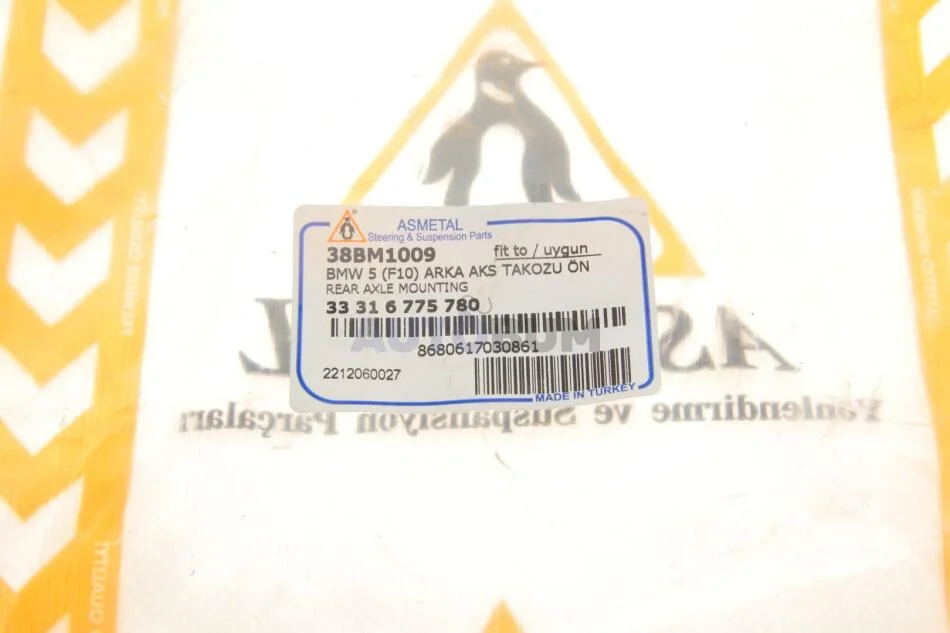 ASMETAL
Steering & Suspension Parts
38BM1009
fit to / uygun
BMW 5 (F10) ARKA AKS TAKOZU ÖN
REAR AXLE MOUNTING
33 31 6 775 780
8680617030861
2212060027
MADE IN TURKEY
Yönlendirme ve Süspansiyon Parçaları